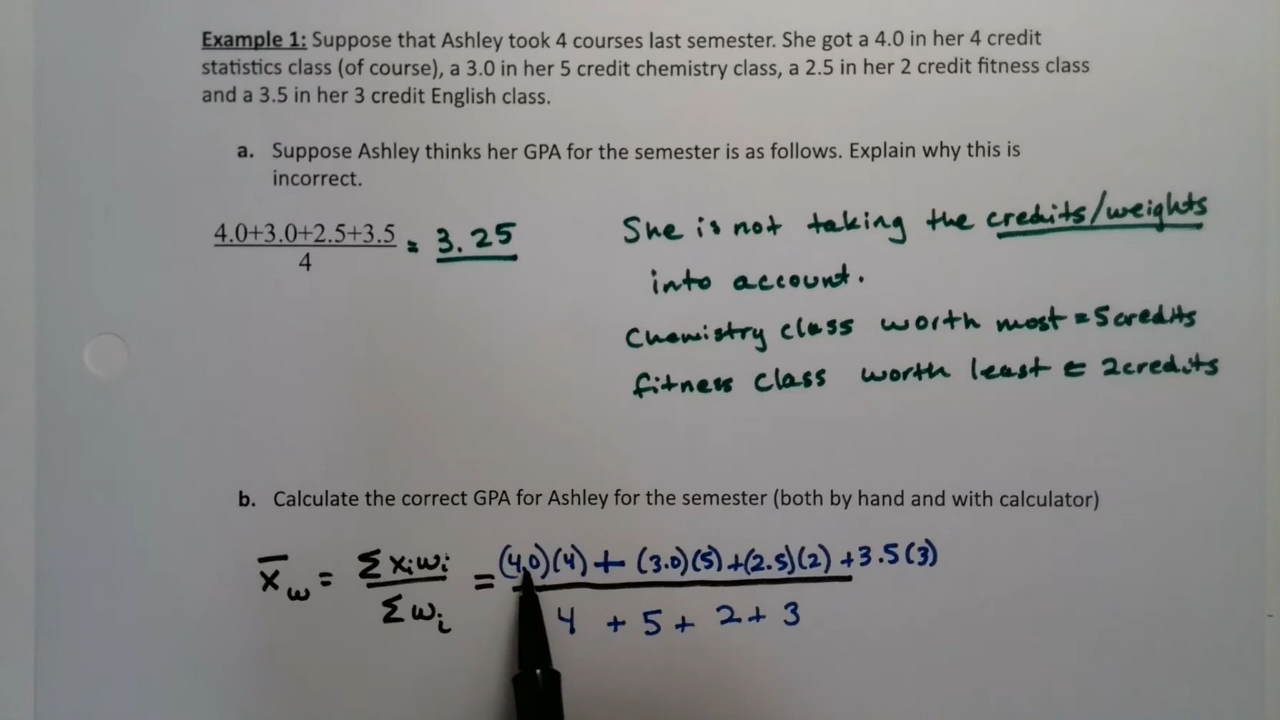 Example 1: Suppose that Ashley took 4 courses last semester. She got a 4.0 in her 4 credit
statistics class (of course), a 3.0 in her 5 credit chemistry class, a 2.5 in her 2 credit fitness class
and a 3.5 in her 3 credit English class.
a. Suppose Ashley thinks her GPA for the semester is as follows. Explain why this is
incorrect.
4.0+3.0+2.5+3.5
4
= 3.25
She is not taking the credits/weights
into account.
Chemistry class worth most = 5 credits
fitness class worth least = 2 credits
b. Calculate the correct GPA for Ashley for the semester (both by hand and with calculator)
x̄w = Σxiwi / Σwi = (4.0)(4) + (3.0)(5) + (2.5)(2) + 3.5(3)
4 + 5 + 2 + 3